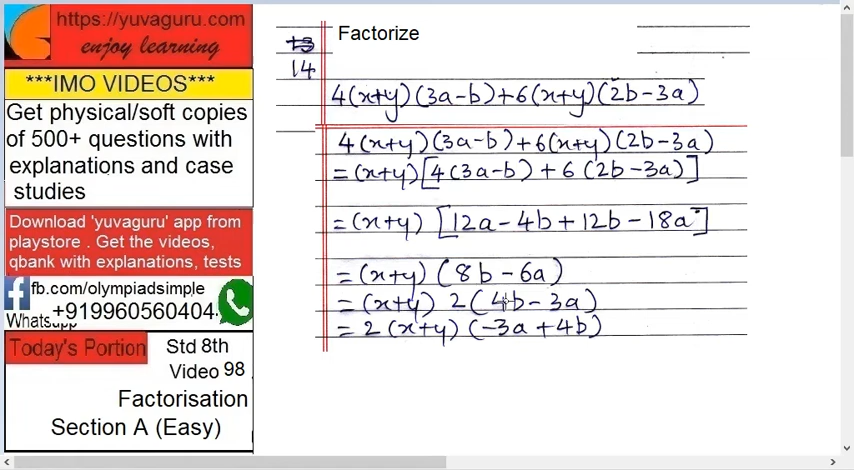 https://yuvaguru.com
enjoy learning
***IMO VIDEOS***
Get physical/soft copies
of 500+ questions with
explanations and case
studies
Download 'yuvaguru' app from
playstore . Get the videos,
qbank with explanations, tests
fb.com/olympiadsimple
+919960560404
Whatsupp
Today's Portion
Std 8th
Video 98
Factorisation
Section A (Easy)
13
14
Factorize
4(x+y)(3a-b)+6(x+y)(2b-3a)
4(x+y)(3a-b)+6(x+y)(2b-3a)
=(x+y)[4(3a-b)+6(2b-3a)]
=(x+y) [12a-4b+12b-18a]
=(x+y) (8b-6a)
=(x+y) 2(4b-3a)
=2(x+y)(-3a+4b)